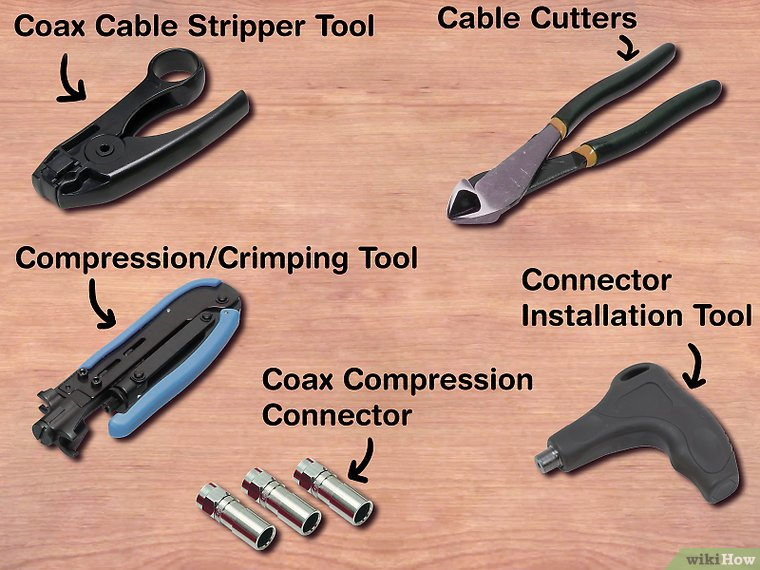 Coax Cable Stripper Tool
Cable Cutters
Compression/Crimping Tool
Connector
Installation Tool
Coax Compression
Connector
wikiHow